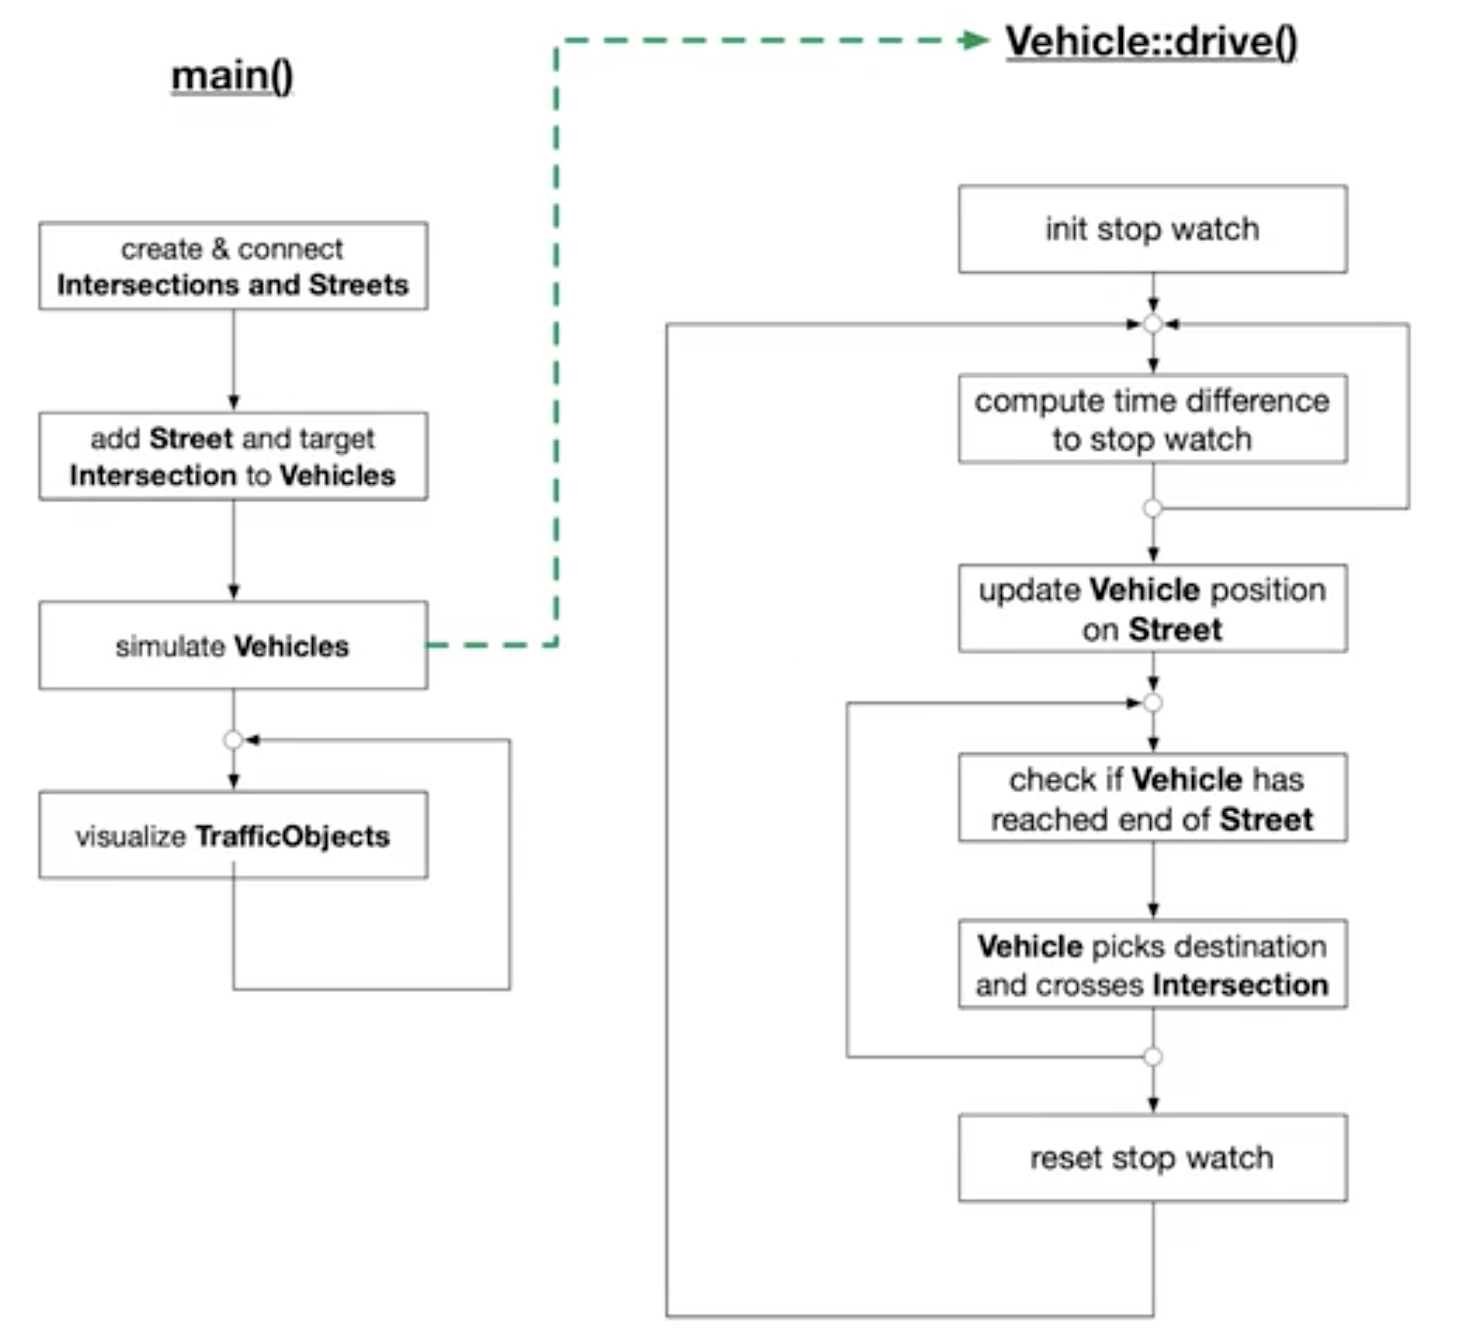 main()
create & connect
Intersections and Streets
add Street and target
Intersection to Vehicles
simulate Vehicles
visualize TrafficObjects
Vehicle::drive()
init stop watch
compute time difference
to stop watch
update Vehicle position
on Street
check if Vehicle has
reached end of Street
Vehicle picks destination
and crosses Intersection
reset stop watch